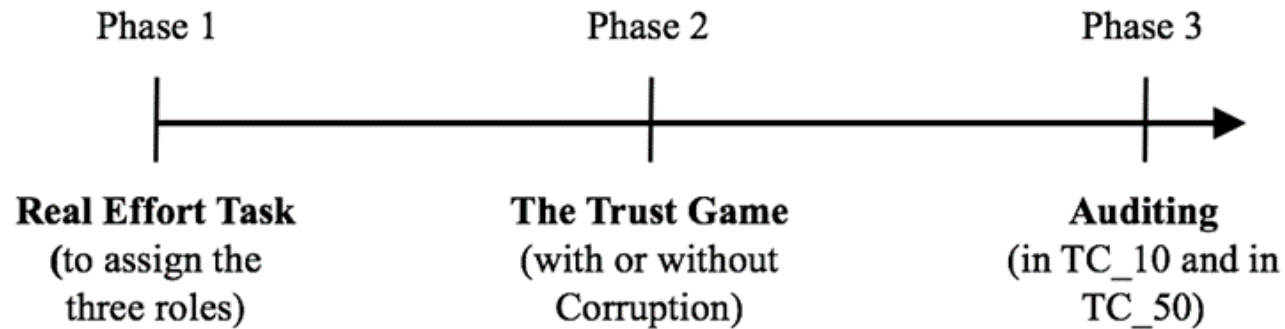 Phase 1
Phase 2
Phase 3
Real Effort Task
(to assign the
three roles)
The Trust Game
(with or without
Corruption)
Auditing
(in TC_10 and in
TC_50)